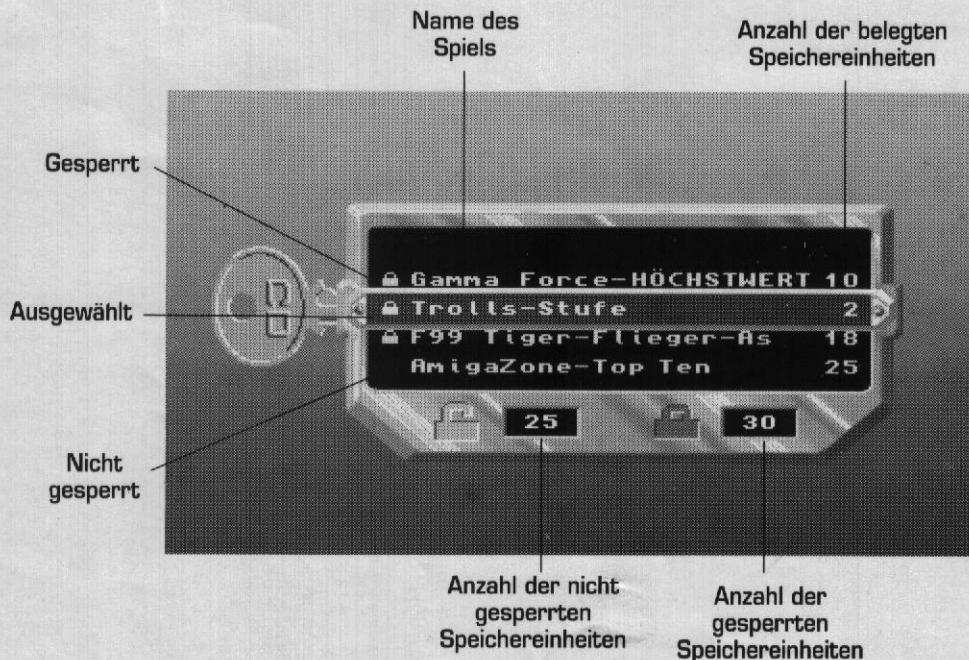 Name des
Spiels
Anzahl der belegten
Speichereinheiten
Gesperrt
Gamma Force-HÖCHSTWERT 10
Ausgewählt
Trolls-Stufe 2
F99 Tiger-Flieger-As 18
AmigaZone-Top Ten 25
25
30
Nicht
gesperrt
Anzahl der nicht
gesperrten
Speichereinheiten
Anzahl der
gesperrten
Speichereinheiten